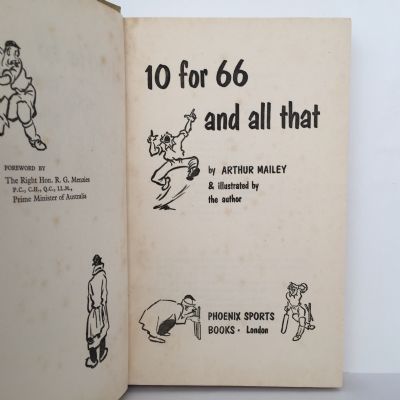 FOREWORD BY
The Right Hon. R. G. Menzies
P.C., C.H., Q.C., LL.M.,
Prime Minister of Australia
10 for 66
and all that
by ARTHUR MAILEY
& illustrated by
the author
PHOENIX SPORTS
BOOKS · London